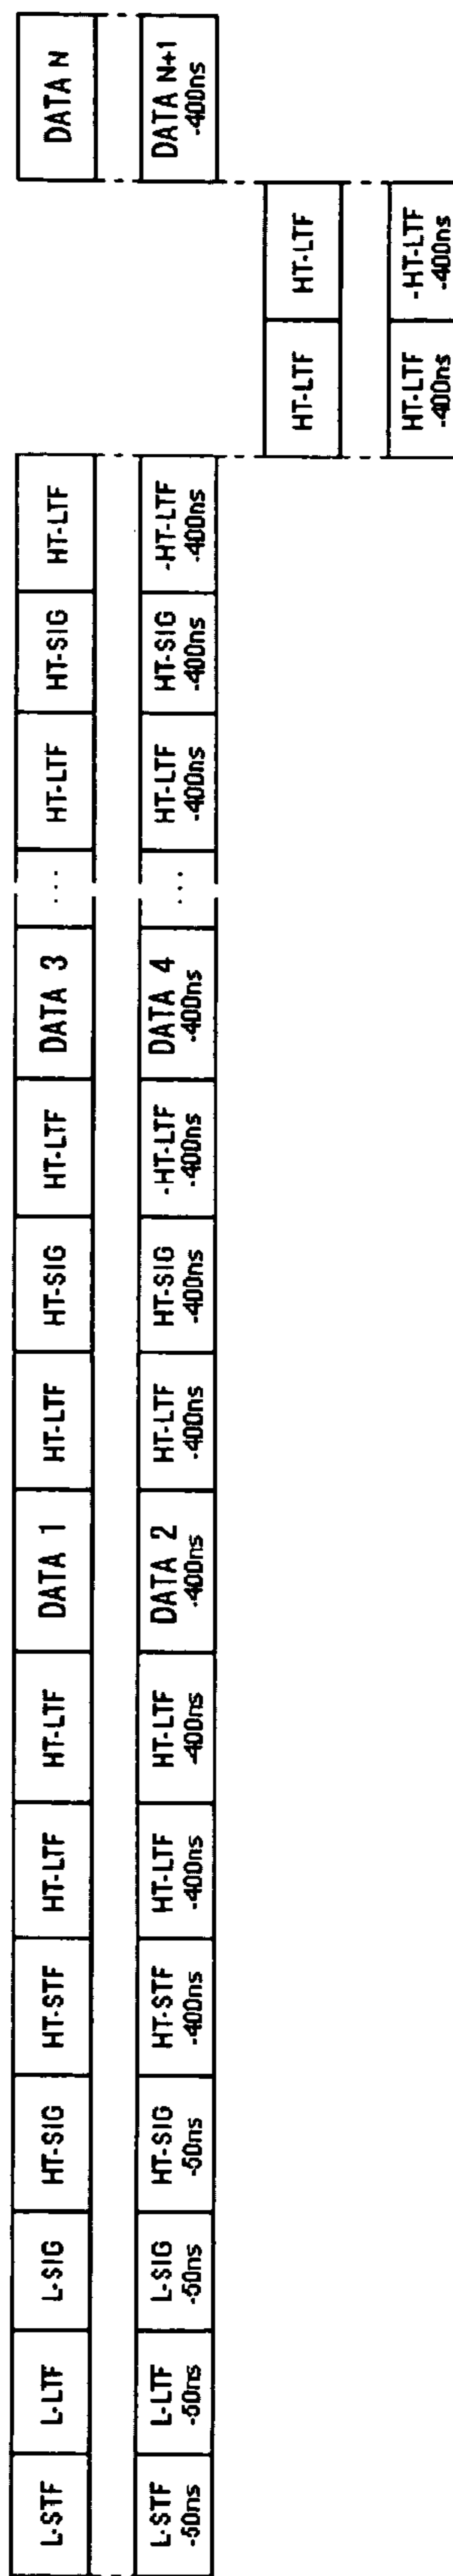 L-STF
L-LTF
L-SIG
HT-SIG
HT-STF
HT-LTF
HT-LTF
DATA 1
HT-LTF
HT-SIG
HT-LTF
DATA 3
...
HT-LTF
HT-SIG
HT-LTF
DATA N
L-STF
-50ns
L-LTF
-50ns
L-SIG
-50ns
HT-SIG
-50ns
HT-STF
-400ns
HT-LTF
-400ns
HT-LTF
-400ns
DATA 2
-400ns
HT-LTF
-400ns
HT-SIG
-400ns
-HT-LTF
-400ns
DATA 4
-400ns
...
HT-LTF
-400ns
HT-SIG
-400ns
-HT-LTF
-400ns
DATA N+1
-400ns
HT-LTF
HT-LTF
HT-LTF
-400ns
-HT-LTF
-400ns